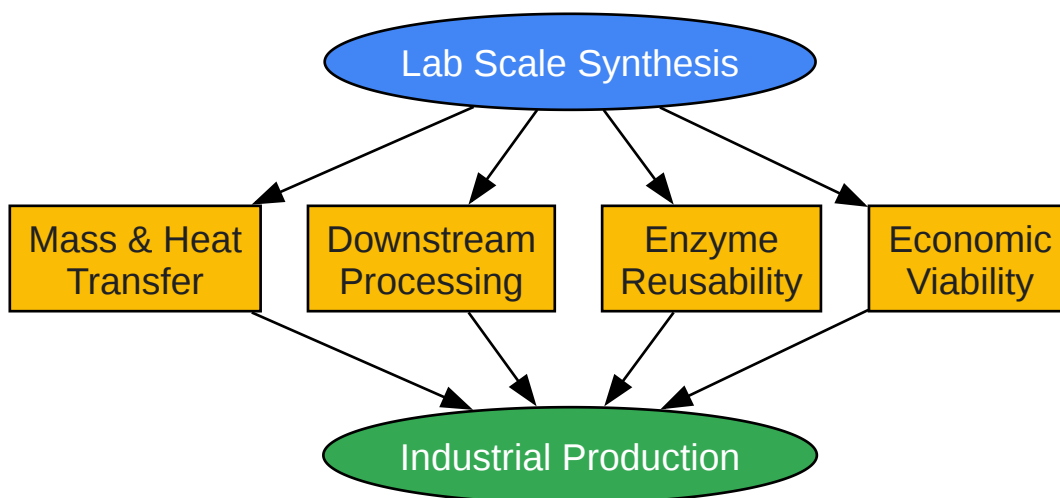 Lab Scale Synthesis
Mass & Heat
Transfer
Downstream
Processing
Enzyme
Reusability
Economic
Viability
Industrial Production